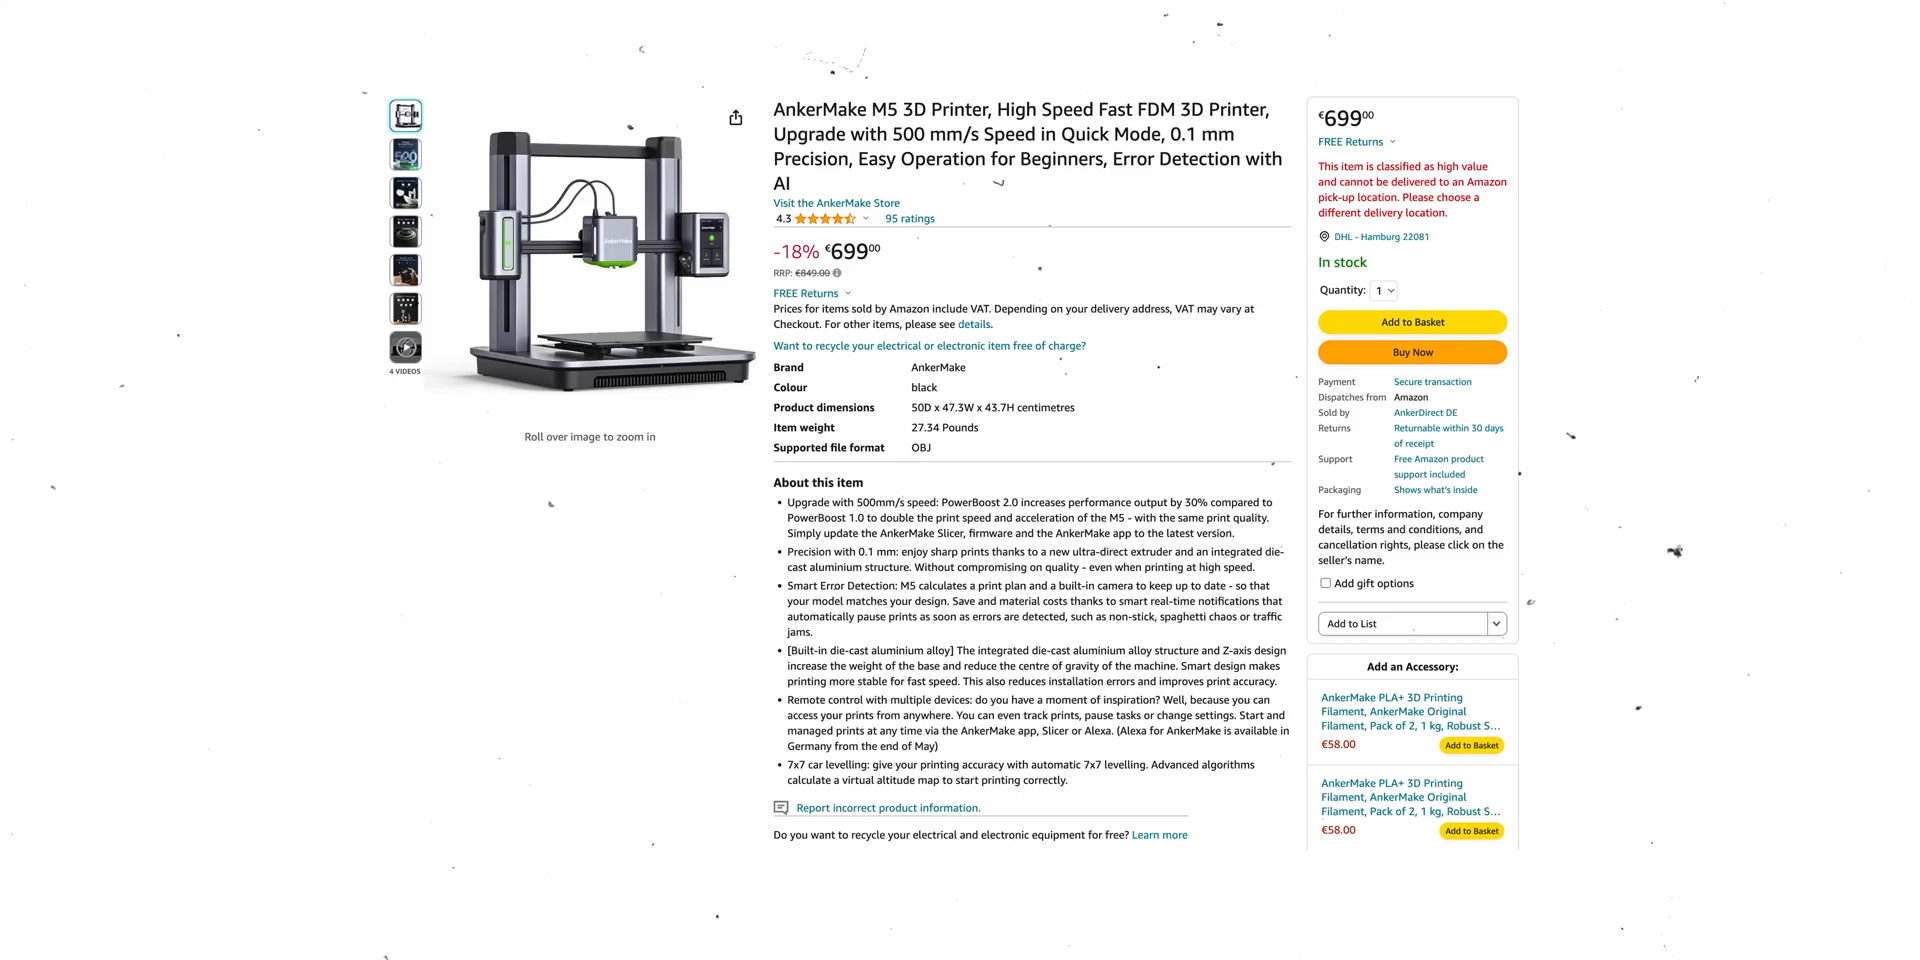 AnkerMake M5 3D Printer, High Speed Fast FDM 3D Printer,
Upgrade with 500 mm/s Speed in Quick Mode, 0.1 mm
Precision, Easy Operation for Beginners, Error Detection with
AI
Visit the AnkerMake Store
4.3
95 ratings
-18% €699⁰⁰
RRP: €849.00
FREE Returns
Prices for items sold by Amazon include VAT. Depending on your delivery address, VAT may vary at
Checkout. For other items, please see details.
Want to recycle your electrical or electronic item free of charge?
Brand AnkerMake
Colour black
Product dimensions 50D x 47.3W x 43.7H centimetres
Item weight 27.34 Pounds
Supported file format OBJ
About this item
• Upgrade with 500mm/s speed: PowerBoost 2.0 increases performance output by 30% compared to
PowerBoost 1.0 to double the print speed and acceleration of the M5 - with the same print quality.
Simply update the AnkerMake Slicer, firmware and the AnkerMake app to the latest version.
• Precision with 0.1 mm: enjoy sharp prints thanks to a new ultra-direct extruder and an integrated die-
cast aluminium structure. Without compromising on quality - even when printing at high speed.
• Smart Error Detection: M5 calculates a print plan and a built-in camera to keep up to date - so that
your model matches your design. Save and material costs thanks to smart real-time notifications that
automatically pause prints as soon as errors are detected, such as non-stick, spaghetti chaos or traffic
jams.
• [Built-in die-cast aluminium alloy] The integrated die-cast aluminium alloy structure and Z-axis design
increase the weight of the base and reduce the centre of gravity of the machine. Smart design makes
printing more stable for fast speed. This also reduces installation errors and improves print accuracy.
• Remote control with multiple devices: do you have a moment of inspiration? Well, because you can
access your prints from anywhere. You can even track prints, pause tasks or change settings. Start and
managed prints at any time via the AnkerMake app, Slicer or Alexa. (Alexa for AnkerMake is available in
Germany from the end of May)
• 7x7 car levelling: give your printing accuracy with automatic 7x7 levelling. Advanced algorithms
calculate a virtual altitude map to start printing correctly.
Report incorrect product information.
Do you want to recycle your electrical and electronic equipment for free? Learn more
AnkerMake
4 VIDEOS
Roll over image to zoom in
€699⁰⁰
FREE Returns
This item is classified as high value
and cannot be delivered to an Amazon
pick-up location. Please choose a
different delivery location.
DHL - Hamburg 22081
In stock
Quantity: 1
Add to Basket
Buy Now
Payment Secure transaction
Dispatches from Amazon
Sold by AnkerDirect DE
Returns Returnable within 30 days
of receipt
Support Free Amazon product
support included
Packaging Shows what's inside
For further information, company
details, terms and conditions, and
cancellation rights, please click on the
seller's name.
Add gift options
Add to List
Add an Accessory:
AnkerMake PLA+ 3D Printing
Filament, AnkerMake Original
Filament, Pack of 2, 1 kg, Robust S...
€58.00 Add to Basket
AnkerMake PLA+ 3D Printing
Filament, AnkerMake Original
Filament, Pack of 2, 1 kg, Robust S...
€58.00 Add to Basket